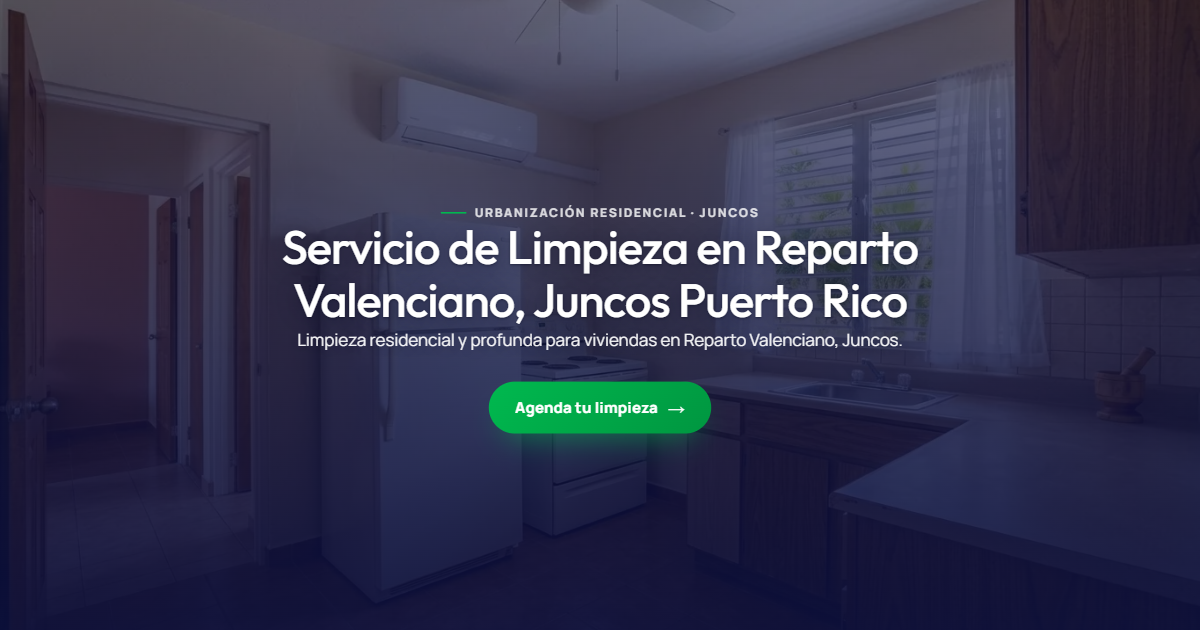 URBANIZACIÓN RESIDENCIAL · JUNCOS
Servicio de Limpieza en Reparto
Valenciano, Juncos Puerto Rico
Limpieza residencial y profunda para viviendas en Reparto Valenciano, Juncos.
Agenda tu limpieza →